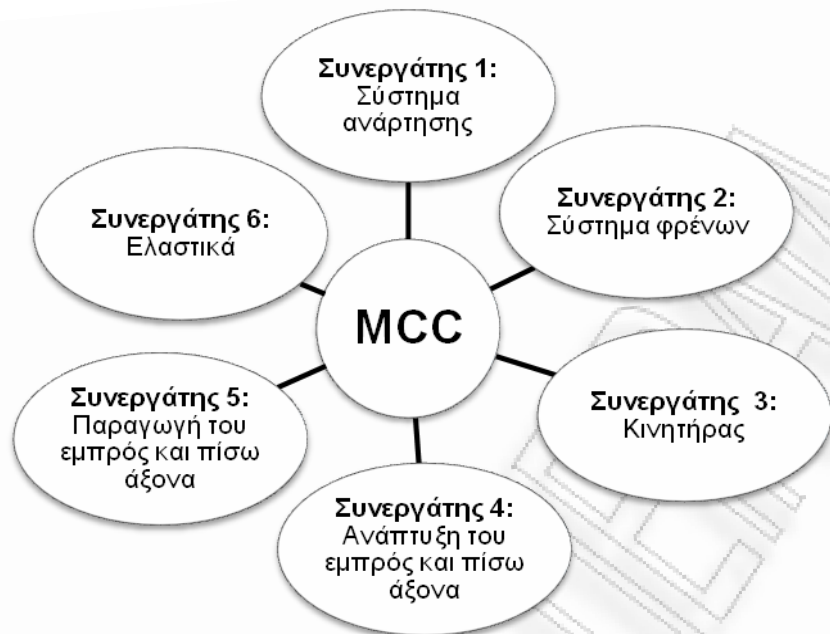 Συνεργάτης 1:
Σύστημα
ανάρτησης
Συνεργάτης 2:
Σύστημα φρένων
Συνεργάτης 6:
Ελαστικά
MCC
Συνεργάτης 3:
Κινητήρας
Συνεργάτης 5:
Παραγωγή του
εμπρός και πίσω
άξονα
Συνεργάτης 4:
Ανάπτυξη του
εμπρός και πίσω
άξονα